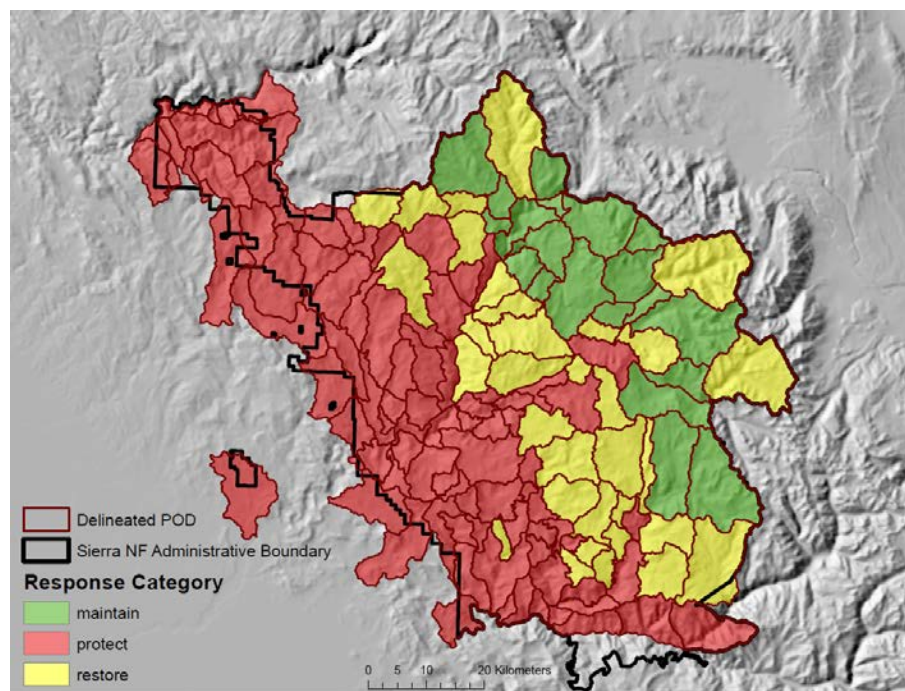 Delineated POD
Sierra NF Administrative Boundary
Response Category
maintain
protect
restore
0 5 10 20 Kilometers